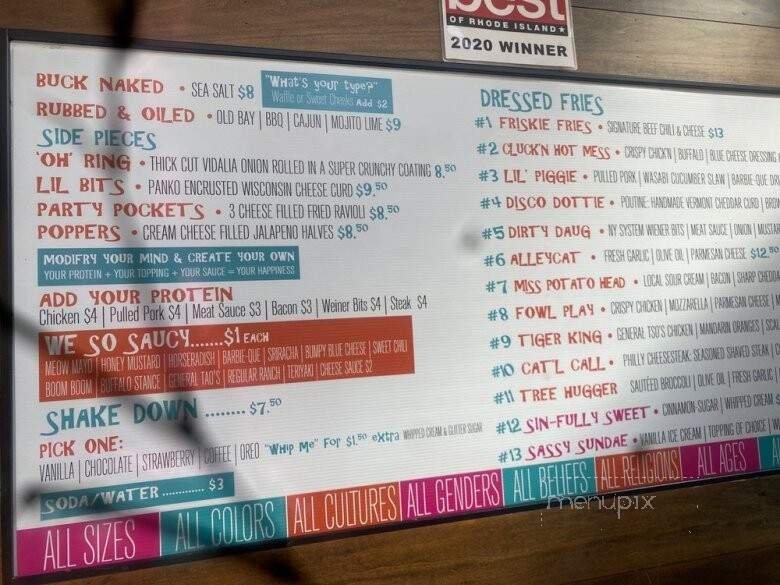 best
OF RHODE ISLAND★
2020 WINNER
BUCK NAKED • SEA SALT $8
"What's your type?"
Waffle or Sweet Cheeks Add $2
RUBBED & OILED • OLD BAY | BBQ | CAJUN | MOJITO LIME $9
SIDE PIECES
'OH' RING • THICK CUT VIDALIA ONION ROLLED IN A SUPER CRUNCHY COATING 8.50
LIL BITS • PANKO ENCRUSTED WISCONSIN CHEESE CURD $9.50
PARTY POCKETS • 3 CHEESE FILLED FRIED RAVIOLI $8.50
POPPERS • CREAM CHEESE FILLED JALAPENO HALVES $8.50
MODIFRY YOUR MIND & CREATE YOUR OWN
YOUR PROTEIN + YOUR TOPPING + YOUR SAUCE = YOUR HAPPINESS
ADD YOUR PROTEIN
Chicken $4 | Pulled Pork $4 | Meat Sauce $3 | Bacon $3 | Weiner Bits $4 | Steak $4
WE SO SAUCY.......$1 EACH
MEOW MAYO | HONEY MUSTARD | HORSERADISH | BARBIE-QUE | SRIRACHA | BUMPY BLUE CHEESE | SWEET CHILI
BOOM BOOM | BUFFALO STANCE | GENERAL TAO'S | REGULAR RANCH | TERIYAKI | CHEESE SAUCE $2
SHAKE DOWN ........ $7.50
PICK ONE:
VANILLA | CHOCOLATE | STRAWBERRY | COFFEE | OREO "WHIP ME" FOR $1.50 extra WHIPPED CREAM & GLITTER SUGAR
SODA/WATER ............. $3
DRESSED FRIES
#1 FRISKIE FRIES • SIGNATURE BEEF CHILI & CHEESE $13
#2 CLUCK'N HOT MESS • CRISPY CHICK'N | BUFFALO | BLUE CHEESE DRESSING
#3 LIL' PIGGIE • PULLED PORK | WASABI CUCUMBER SLAW | BARBIE-QUE
#4 DISCO DOTTIE • POUTINE: HANDMADE VERMONT CHEDDAR CURD |
#5 DIRTY DAUG • NY SYSTEM WIENER BITS | MEAT SAUCE | ONION |
#6 ALLEYCAT • FRESH GARLIC | OLIVE OIL | PARMESAN CHEESE $12.50
#7 MISS POTATO HEAD • LOCAL SOUR CREAM | BACON | SHARP
#8 FOWL PLAY • CRISPY CHICKEN | MOZZARELLA | PARMESAN CHEESE
#9 TIGER KING • GENERAL TSO'S CHICKEN | MANDARIN ORANGES |
#10 CAT'L CALL • PHILLY CHEESESTEAK: SEASONED SHAVED STEAK |
#11 TREE HUGGER SAUTÉED BROCCOLI | OLIVE OIL | FRESH GARLIC |
#12 SIN-FULLY SWEET • CINNAMON-SUGAR | WHIPPED CREAM
#13 SASSY SUNDAE • VANILLA ICE CREAM | TOPPING OF CHOICE |
ALL SIZES ALL COLORS ALL CULTURES ALL GENDERS ALL BELIEFS ALL RELIGIONS ALL AGES
menupix